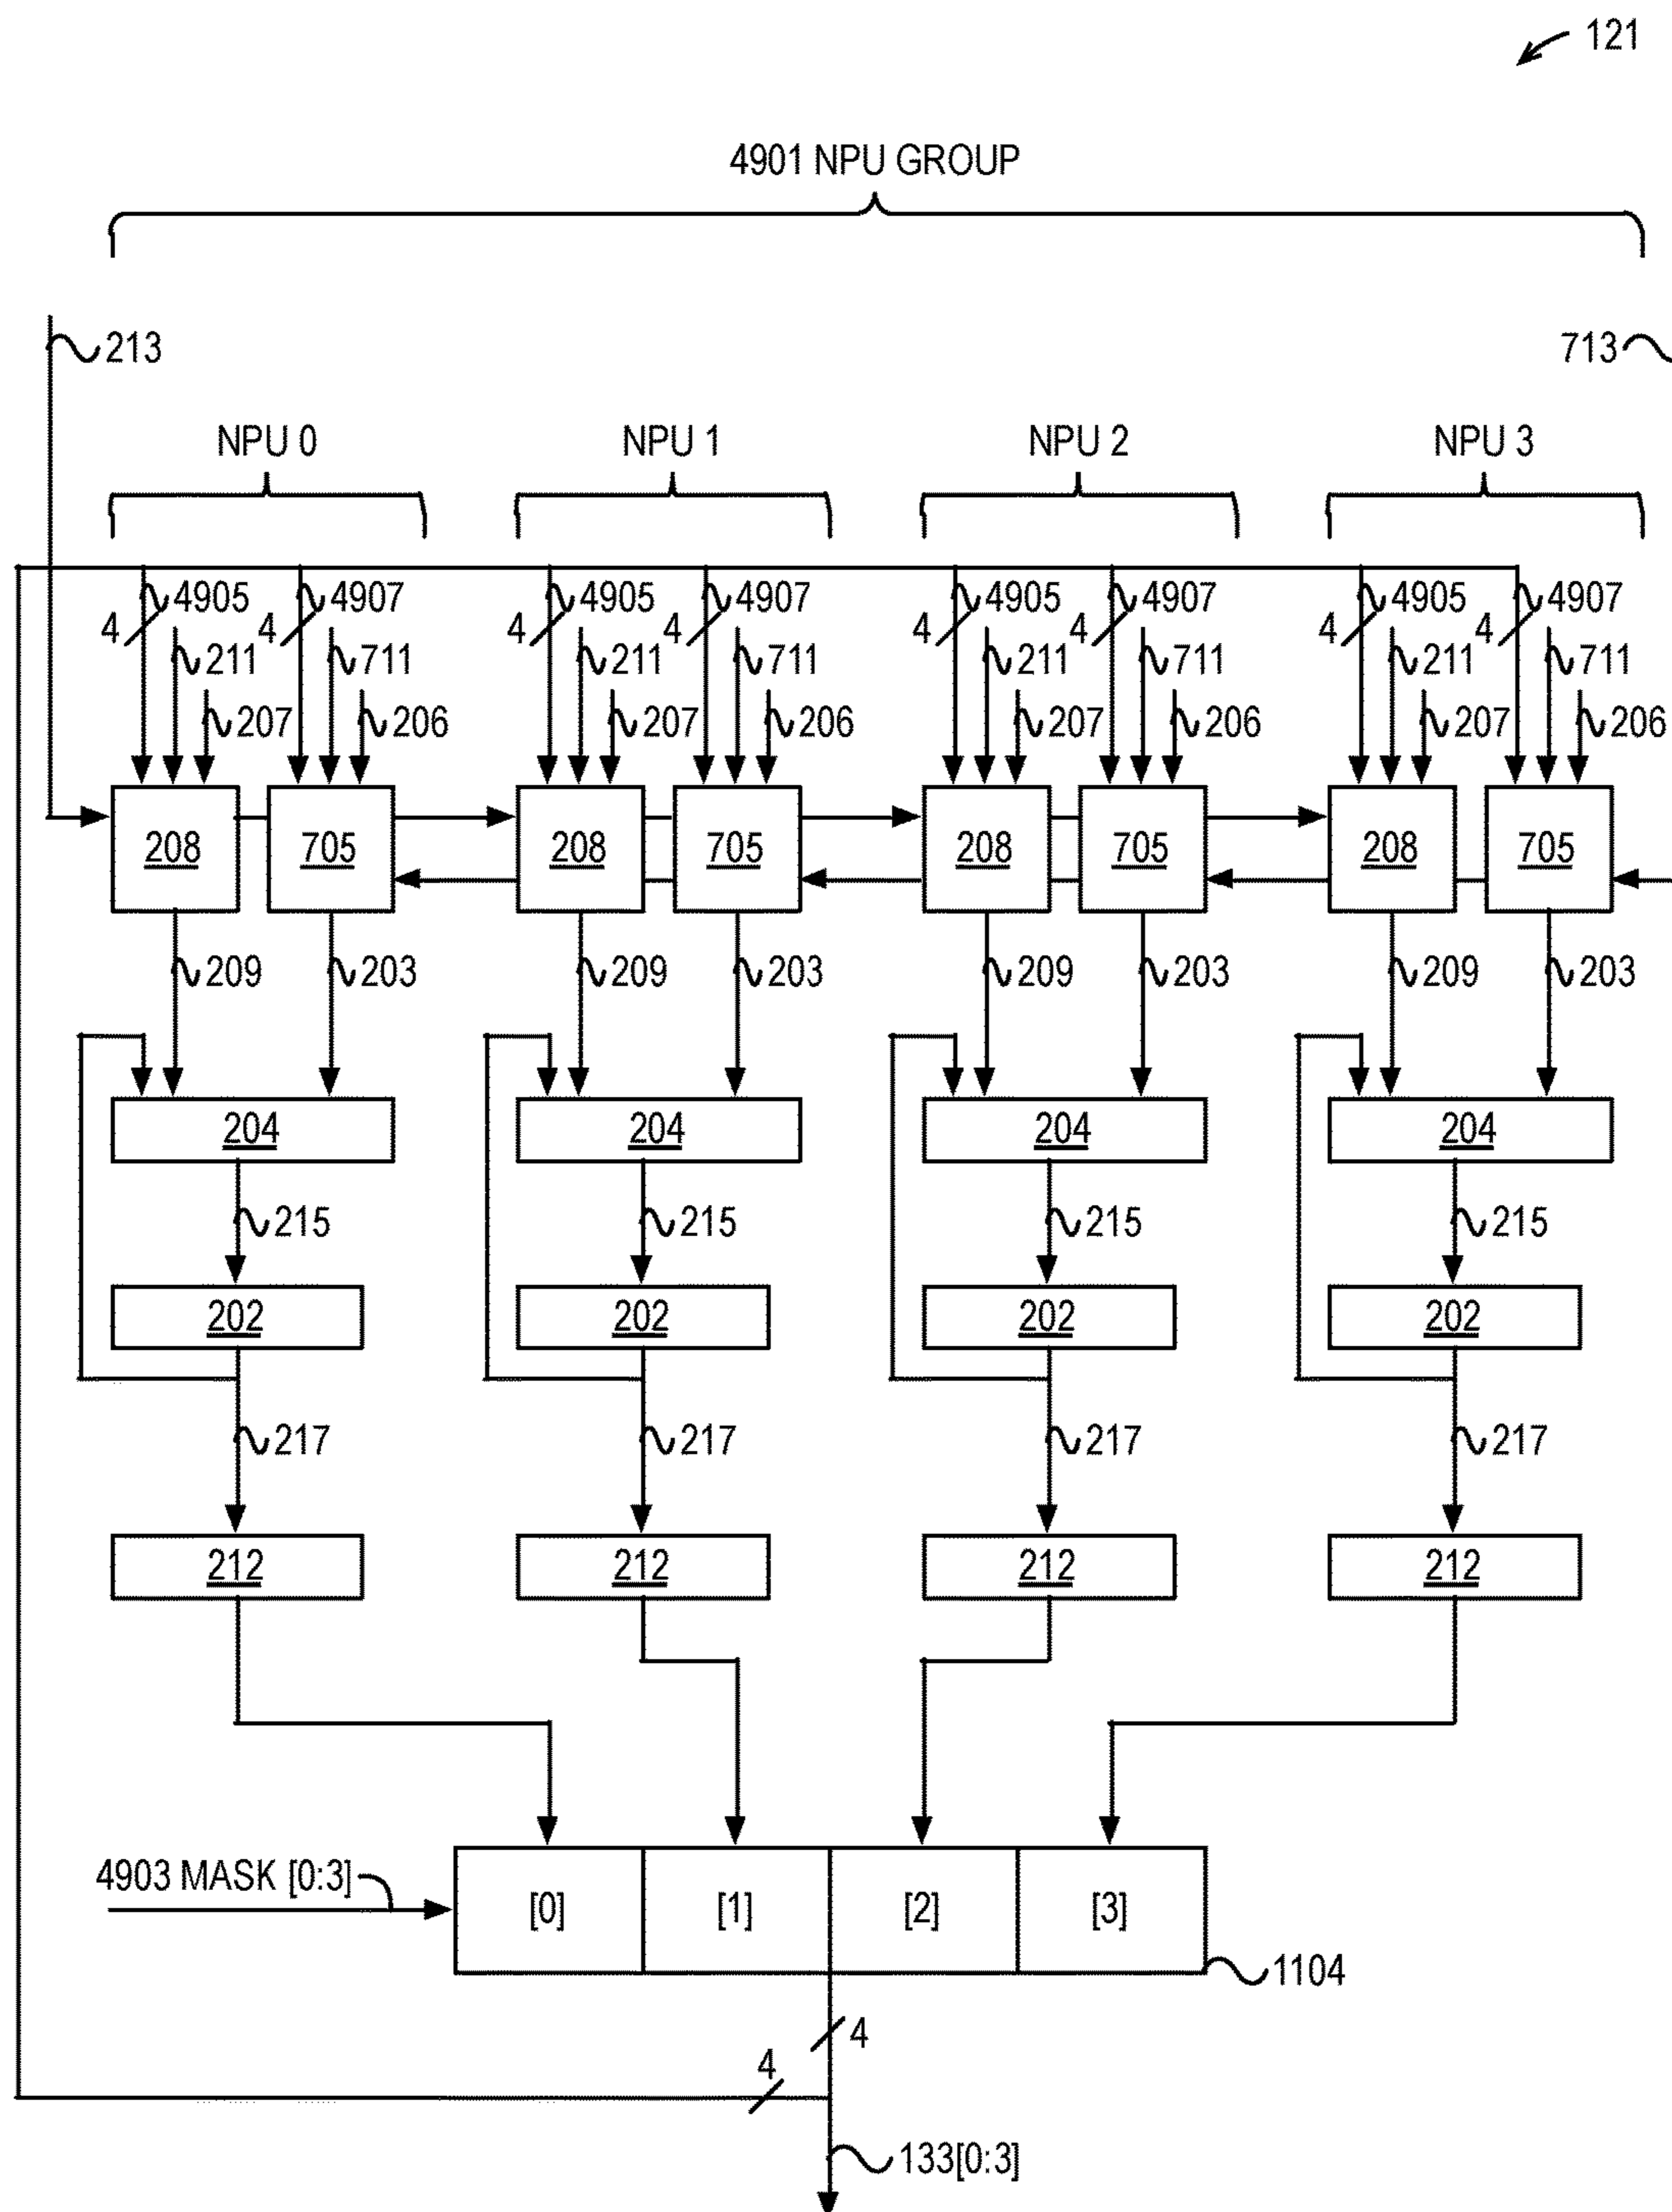 121
4901 NPU GROUP
213 713
NPU 0 NPU 1 NPU 2 NPU 3
4905 4907 4905 4907 4905 4907 4905 4907
4 4 4 4 4 4 4 4
211 711 211 711 211 711 211 711
207 206 207 206 207 206 207 206
208 705 208 705 208 705 208 705
209 203 209 203 209 203 209 203
204 204 204 204
215 215 215 215
202 202 202 202
217 217 217 217
212 212 212 212
4903 MASK [0:3]
[0] [1] [2] [3]
1104
4
4
133[0:3]